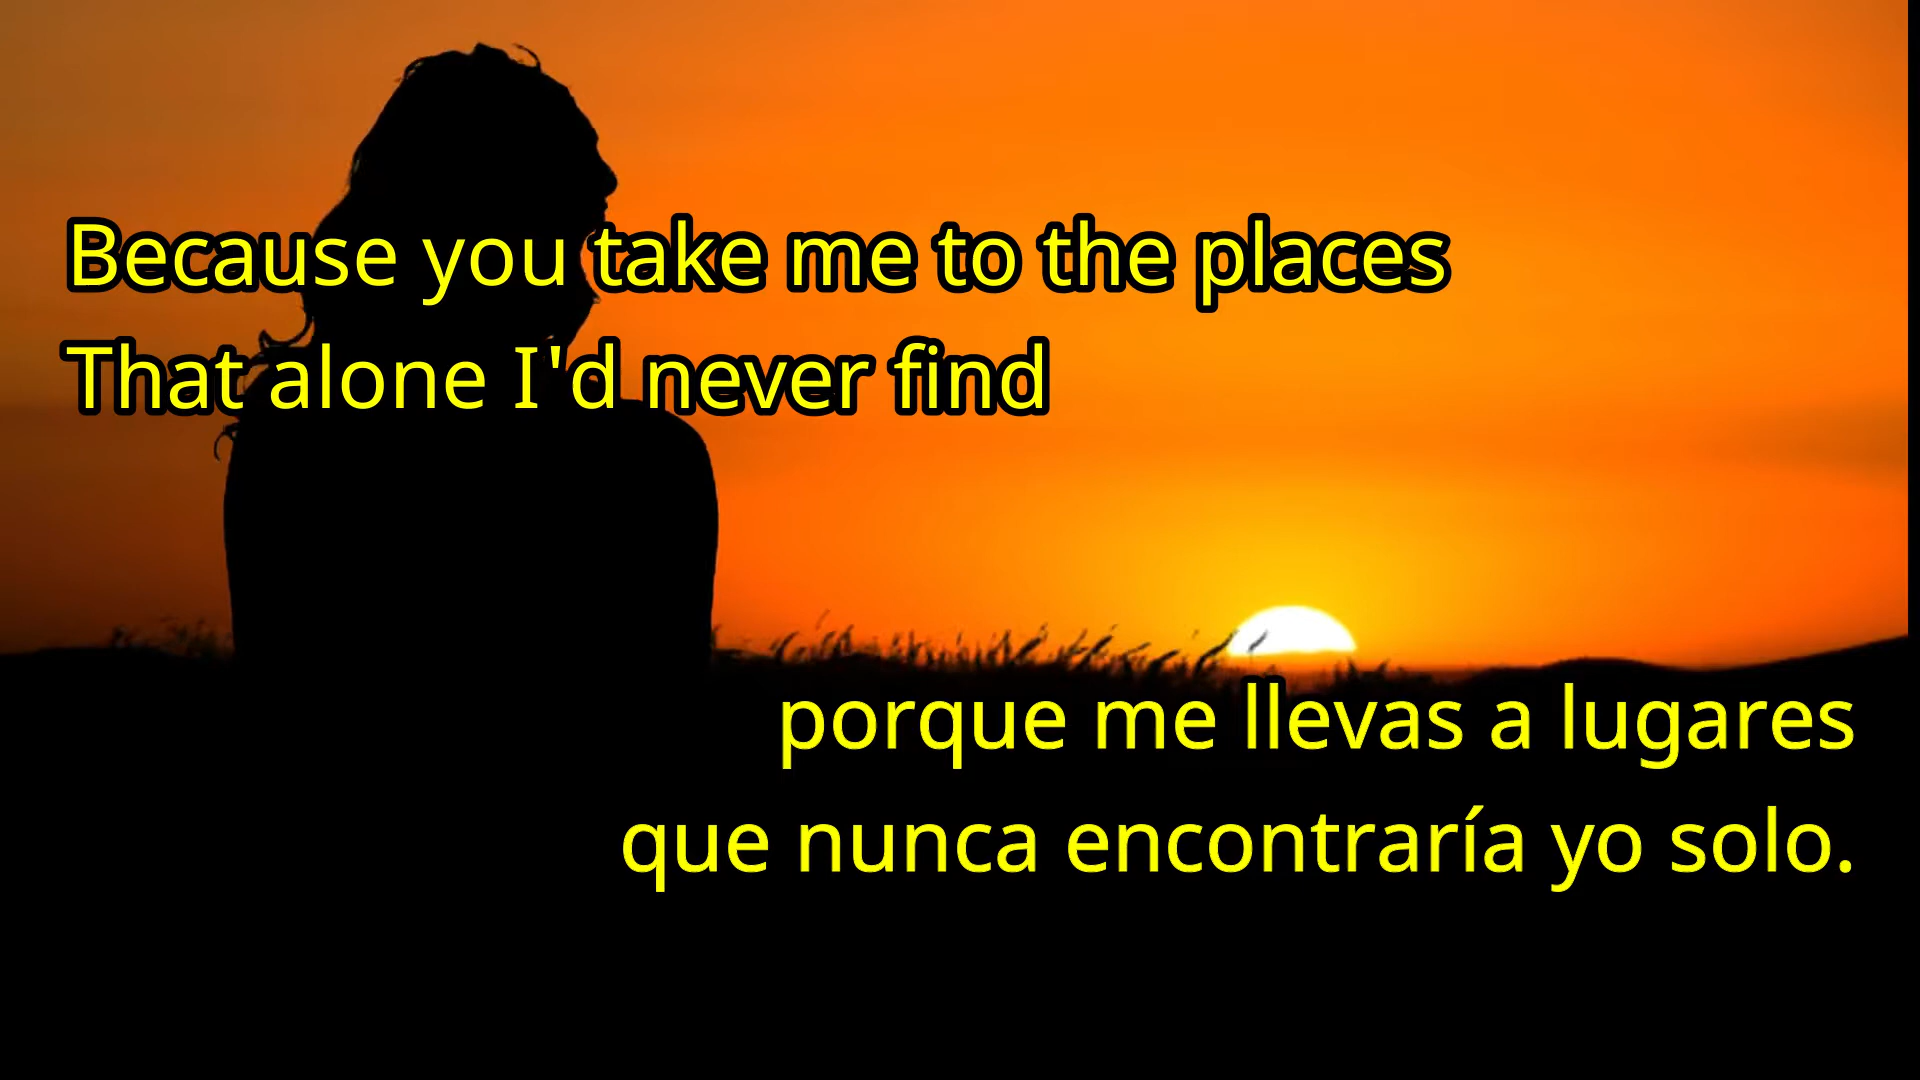 Because you take me to the places
That alone I'd never find
porque me llevas a lugares
que nunca encontraría yo solo.